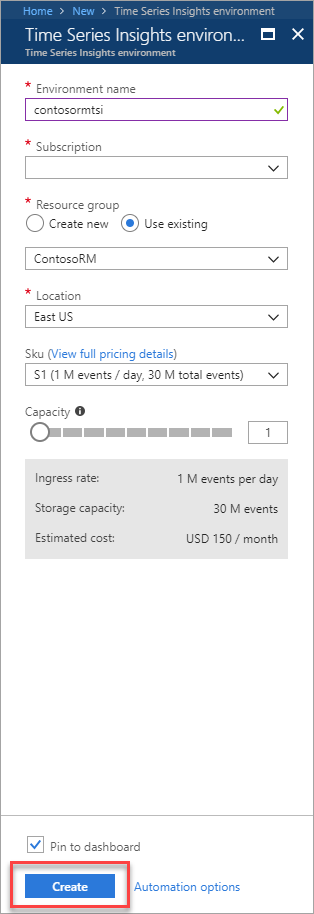 Home > New > Time Series Insights environment
Time Series Insights environ...
Time Series Insights environment
* Environment name
contosormtsi
* Subscription
* Resource group
Create new Use existing
ContosoRM
* Location
East US
Sku (View full pricing details)
S1 (1 M events / day, 30 M total events)
Capacity
1
Ingress rate: 1 M events per day
Storage capacity: 30 M events
Estimated cost: USD 150 / month
Pin to dashboard
Create Automation options